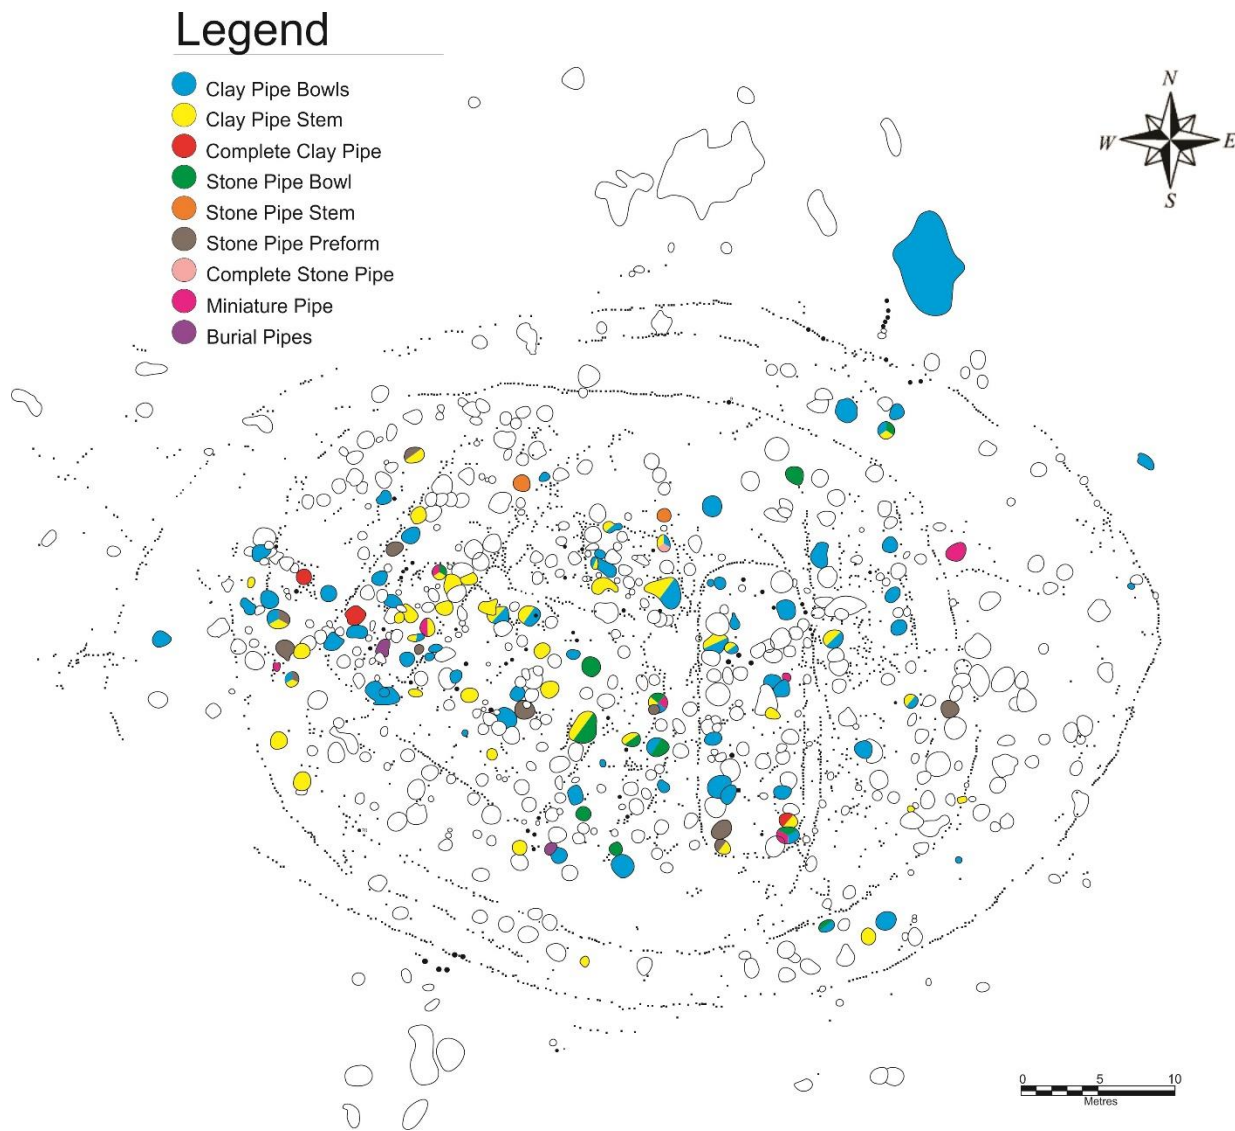 Legend
Clay Pipe Bowls
Clay Pipe Stem
Complete Clay Pipe
Stone Pipe Bowl
Stone Pipe Stem
Stone Pipe Preform
Complete Stone Pipe
Miniature Pipe
Burial Pipes
N
W E
S
0 5 10
Metres